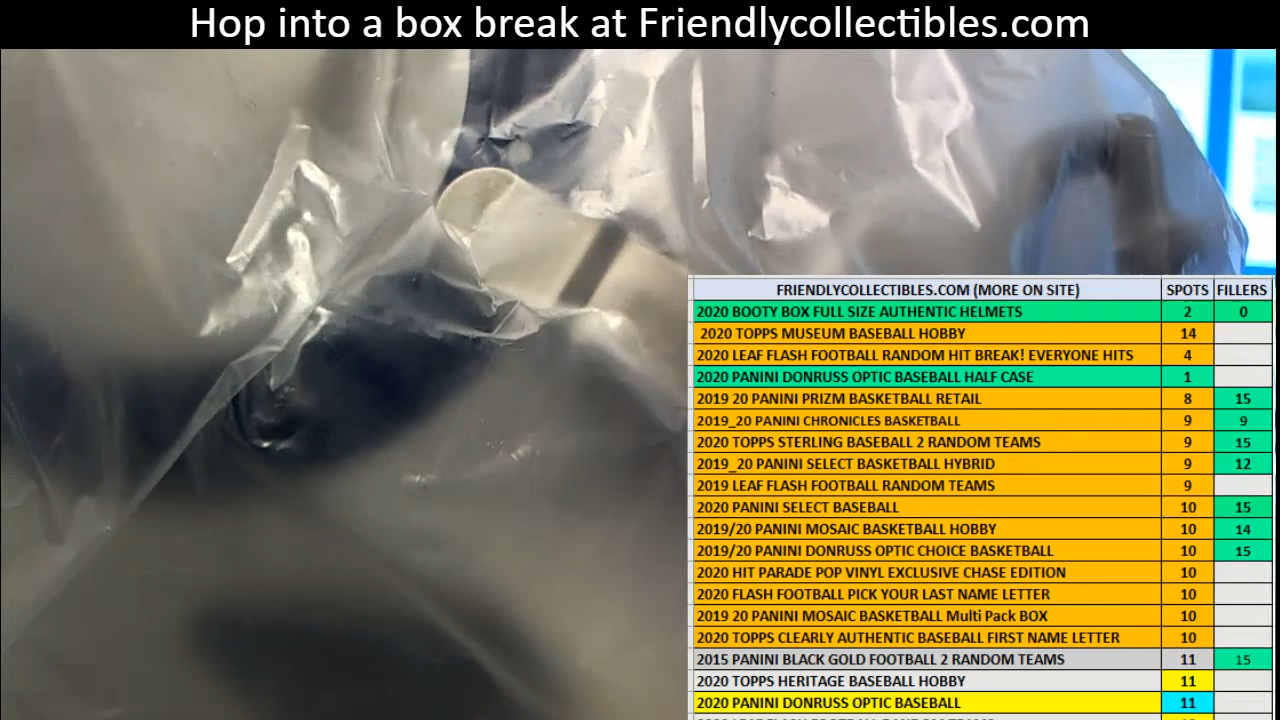 Hop into a box break at Friendlycollectibles.com
FRIENDLYCOLLECTIBLES.COM (MORE ON SITE) SPOTS FILLERS
2020 BOOTY BOX FULL SIZE AUTHENTIC HELMETS 2 0
2020 TOPPS MUSEUM BASEBALL HOBBY 14
2020 LEAF FLASH FOOTBALL RANDOM HIT BREAK! EVERYONE HITS 4
2020 PANINI DONRUSS OPTIC BASEBALL HALF CASE 1
2019 20 PANINI PRIZM BASKETBALL RETAIL 8 15
2019_20 PANINI CHRONICLES BASKETBALL 9 9
2020 TOPPS STERLING BASEBALL 2 RANDOM TEAMS 9 15
2019_20 PANINI SELECT BASKETBALL HYBRID 9 12
2019 LEAF FLASH FOOTBALL RANDOM TEAMS 9
2020 PANINI SELECT BASEBALL 10 15
2019/20 PANINI MOSAIC BASKETBALL HOBBY 10 14
2019/20 PANINI DONRUSS OPTIC CHOICE BASKETBALL 10 15
2020 HIT PARADE POP VINYL EXCLUSIVE CHASE EDITION 10
2020 FLASH FOOTBALL PICK YOUR LAST NAME LETTER 10
2019 20 PANINI MOSAIC BASKETBALL Multi Pack BOX 10
2020 TOPPS CLEARLY AUTHENTIC BASEBALL FIRST NAME LETTER 10
2015 PANINI BLACK GOLD FOOTBALL 2 RANDOM TEAMS 11 15
2020 TOPPS HERITAGE BASEBALL HOBBY 11
2020 PANINI DONRUSS OPTIC BASEBALL 11